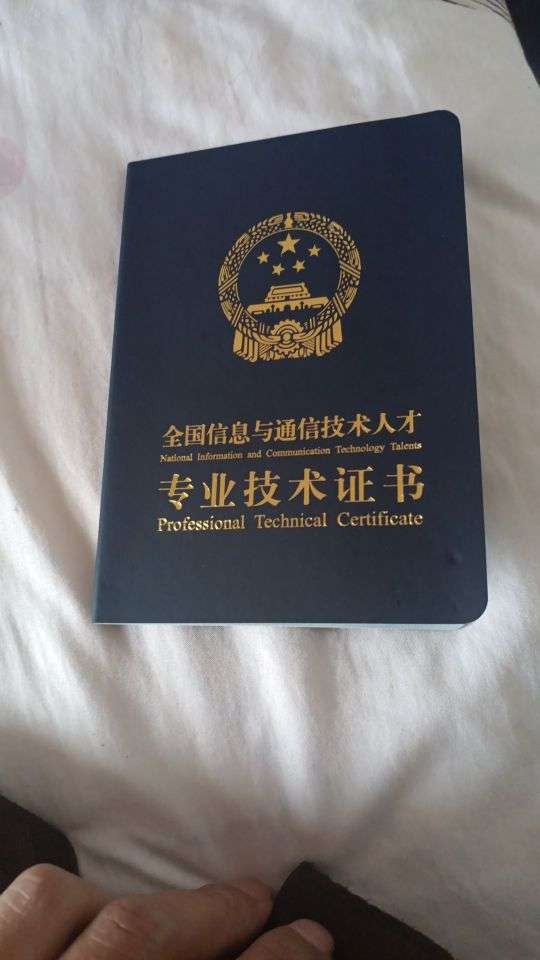 全国信息与通信技术人才
National Information and Communication Technology Talents
专业技术证书
Professional Technical Certificate